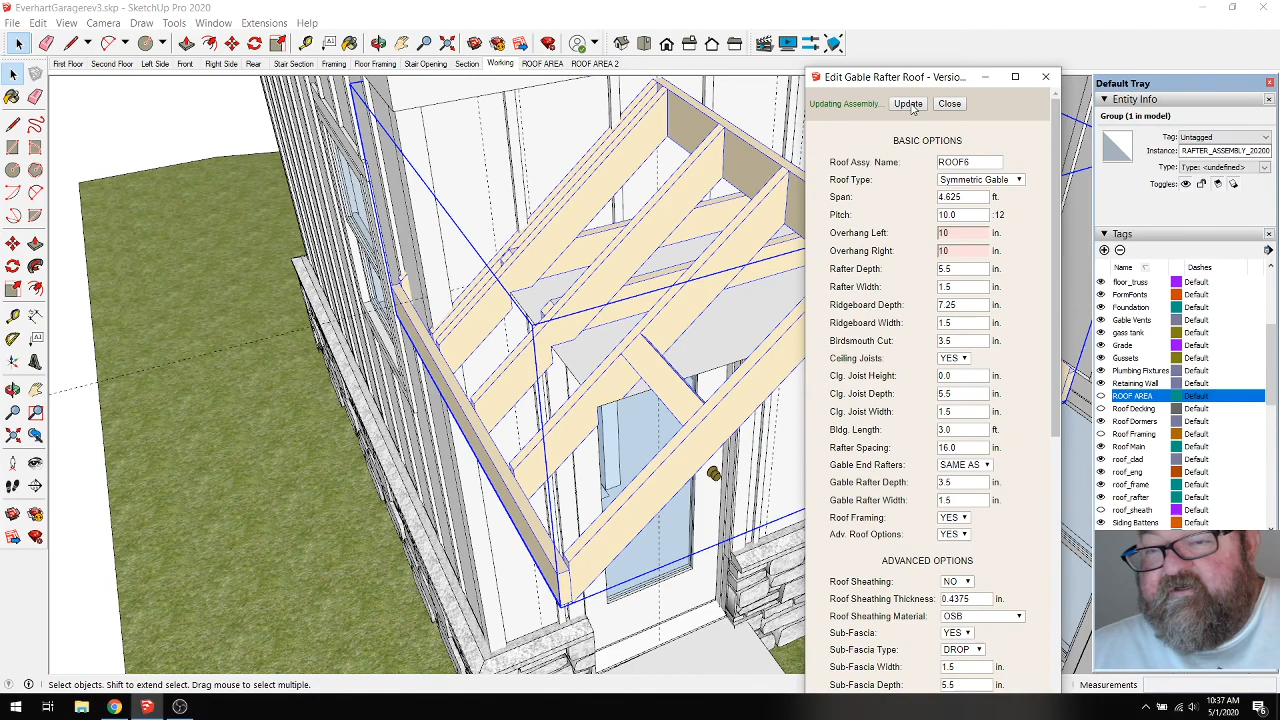 EverhartGaragerev3.skp - SketchUp Pro 2020
File Edit View Camera Draw Tools Window Extensions Help
First Floor Second Floor Left Side Front Right Side Rear Stair Section Framing Floor Framing Stair Opening Section Working ROOF AREA ROOF AREA 2
Edit Gable Rafter Roof - Versio...
Updating Assembly... Update Close
BASIC OPTIONS
Roof Assy. Name: ROOF6
Roof Type: Symmetric Gable
Span: 4.625 ft.
Pitch: 10.0 :12
Overhang Left: 10 in.
Overhang Right: 10 in.
Rafter Depth: 5.5 in.
Rafter Width: 1.5 in.
Ridgeboard Depth: 7.25 in.
Ridgeboard Width: 1.5 in.
Birdsmouth Cut: 3.5 in.
Ceiling Joists: YES
Clg. Joist Height: 0.0 in.
Clg. Joist Depth: 5.5 in.
Clg. Joist Width: 1.5 in.
Bldg. Length: 3.0 ft.
Rafter Spacing: 16.0 in.
Gable End Rafters: SAME AS
Gable Rafter Depth: 3.5 in.
Gable Rafter Width: 1.5 in.
Roof Framing: YES
Adv. Roof Options: YES
ADVANCED OPTIONS
Roof Sheathing: NO
Roof Sheathing Thickness: 0.4375 in.
Roof Sheathing Material: OSB
Sub-Fascia: YES
Sub-Fascia Type: DROP
Sub-Fascia Width: 1.5 in.
Sub-Fascia Depth: 5.5 in.
Default Tray
Entity Info
Group (1 in model)
Tag: Untagged
Instance: RAFTER_ASSEMBLY_20200
Type: Type: <undefined>
Toggles:
Tags
Name Dashes
floor_truss Default
FormFonts Default
Foundation Default
Gable Vents Default
gass tank Default
Grade Default
Gussets Default
Plumbing Fixtures Default
Retaining Wall Default
ROOF AREA Default
Roof Decking Default
Roof Dormers Default
Roof Framing Default
Roof Main Default
roof_clad Default
roof_eng Default
roof_frame Default
roof_rafter Default
roof_sheath Default
Siding Battens Default
Select objects. Shift to extend select. Drag mouse to select multiple.
Measurements
10:37 AM
5/1/2020
6